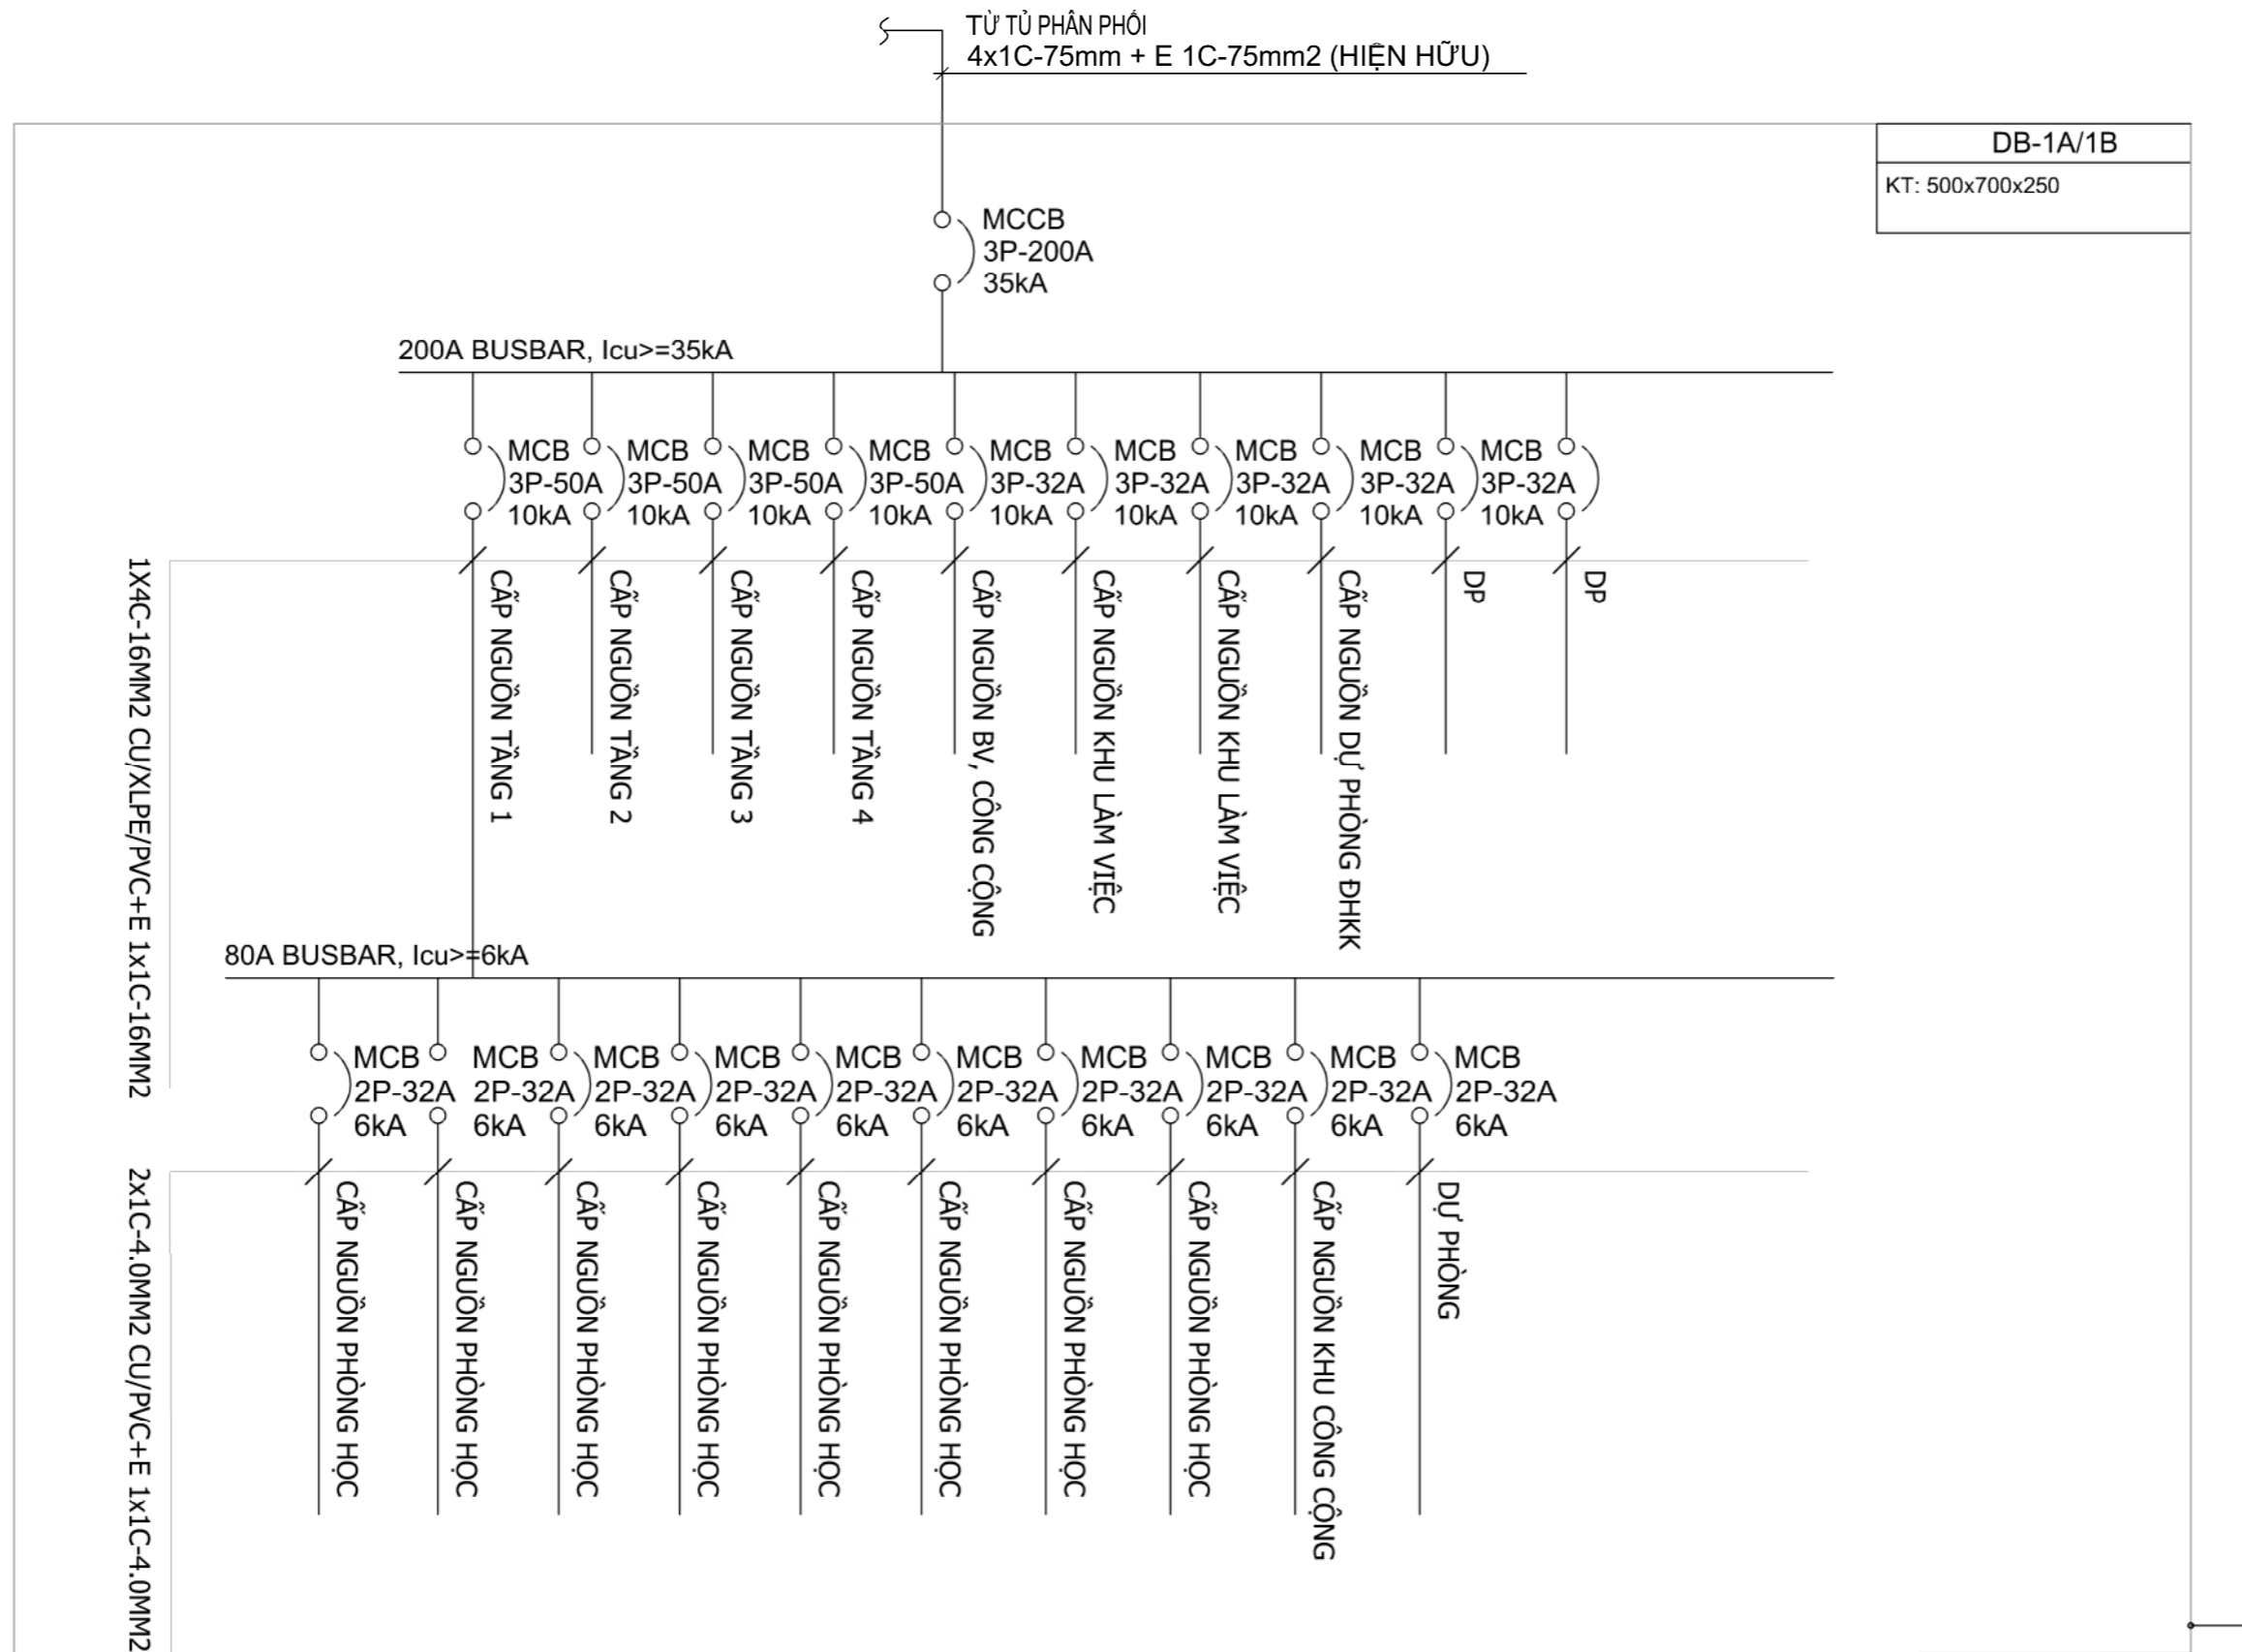 TỪ TỦ PHÂN PHỐI
4x1C-75mm + E 1C-75mm2 (HIỆN HỮU)
DB-1A/1B
KT: 500x700x250
MCCB
3P-200A
35kA
200A BUSBAR, Icu>=35kA
MCB
3P-50A
10kA
MCB
3P-50A
10kA
MCB
3P-50A
10kA
MCB
3P-50A
10kA
MCB
3P-32A
10kA
MCB
3P-32A
10kA
MCB
3P-32A
10kA
MCB
3P-32A
10kA
MCB
3P-32A
10kA
1X4C-16MM2 CU/XLPE/PVC+E 1x1C-16MM2
CẤP NGUỒN TẦNG 1
CẤP NGUỒN TẦNG 2
CẤP NGUỒN TẦNG 3
CẤP NGUỒN TẦNG 4
CẤP NGUỒN BV, CÔNG CỘNG
CẤP NGUỒN KHU LÀM VIỆC
CẤP NGUỒN KHU LÀM VIỆC
CẤP NGUỒN DỰ PHÒNG ĐHKK
DP
DP
80A BUSBAR, Icu>=6kA
MCB
2P-32A
6kA
MCB
2P-32A
6kA
MCB
2P-32A
6kA
MCB
2P-32A
6kA
MCB
2P-32A
6kA
MCB
2P-32A
6kA
MCB
2P-32A
6kA
MCB
2P-32A
6kA
MCB
2P-32A
6kA
MCB
2P-32A
6kA
2x1C-4.0MM2 CU/PVC+E 1x1C-4.0MM2
CẤP NGUỒN PHÒNG HỌC
CẤP NGUỒN PHÒNG HỌC
CẤP NGUỒN PHÒNG HỌC
CẤP NGUỒN PHÒNG HỌC
CẤP NGUỒN PHÒNG HỌC
CẤP NGUỒN PHÒNG HỌC
CẤP NGUỒN PHÒNG HỌC
CẤP NGUỒN PHÒNG HỌC
CẤP NGUỒN KHU CÔNG CỘNG
DỰ PHÒNG